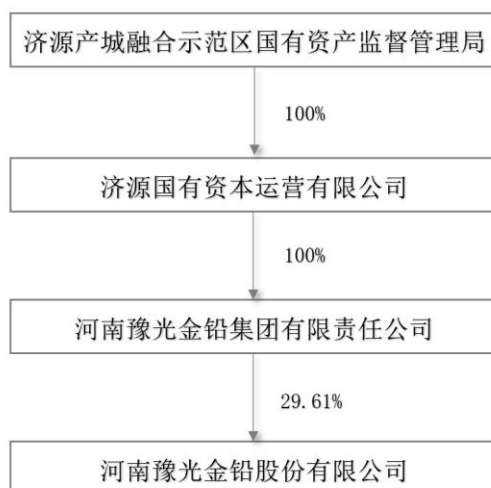 济源产城融合示范区国有资产监督管理局
100%
济源国有资本运营有限公司
100%
河南豫光金铅集团有限责任公司
29.61%
河南豫光金铅股份有限公司